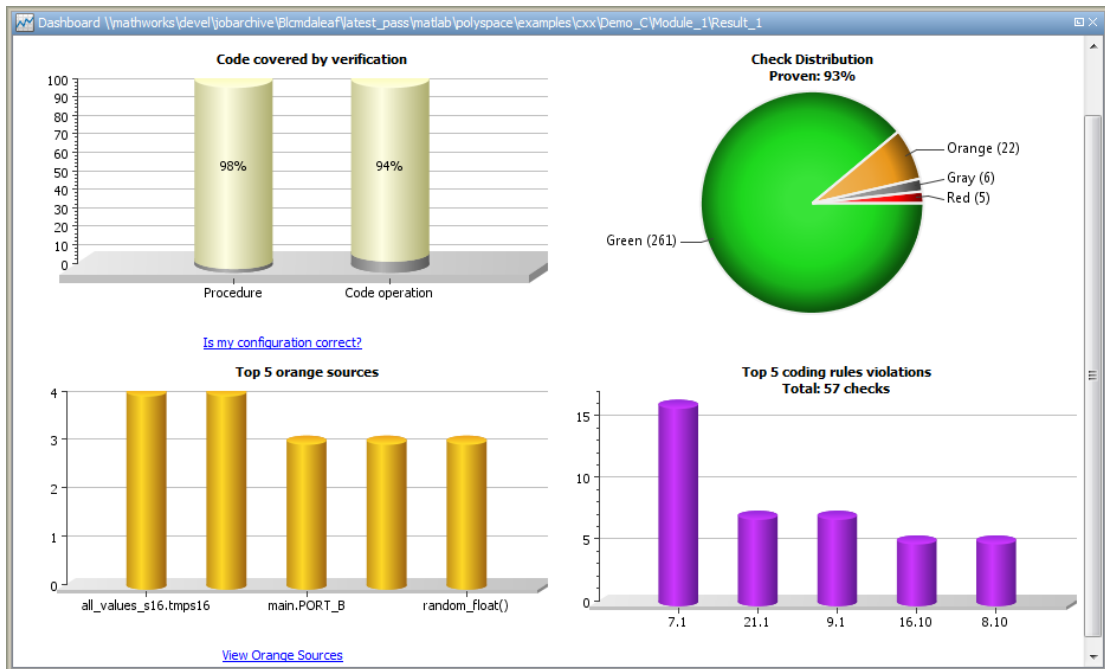 Dashboard \\mathworks\devel\jobarchive\Blcmdaleaf\latest_pass\matlab\polyspace\examples\cxx\Demo_C\Module_1\Result_1
Code covered by verification
100
90
80
70
60
50
40
30
20
10
0
98%
94%
Procedure
Code operation
Is my configuration correct?
Check Distribution
Proven: 93%
Orange (22)
Gray (6)
Red (5)
Green (261)
Top 5 orange sources
4
3
2
1
0
all_values_s16.tmps16
main.PORT_B
random_float()
View Orange Sources
Top 5 coding rules violations
Total: 57 checks
15
10
5
0
7.1
21.1
9.1
16.10
8.10